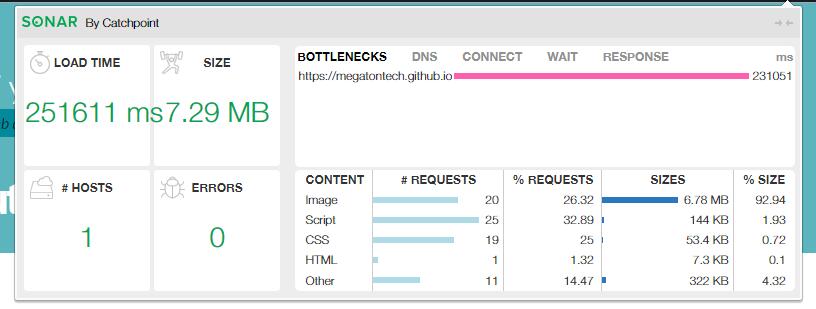 SONAR By Catchpoint
LOAD TIME
251611 ms
SIZE
7.29 MB
# HOSTS
1
ERRORS
0
BOTTLENECKS DNS CONNECT WAIT RESPONSE ms
https://megatontech.github.io 231051
CONTENT # REQUESTS % REQUESTS SIZES % SIZE
Image 20 26.32 6.78 MB 92.94
Script 25 32.89 144 KB 1.93
CSS 19 25 53.4 KB 0.72
HTML 1 1.32 7.3 KB 0.1
Other 11 14.47 322 KB 4.32